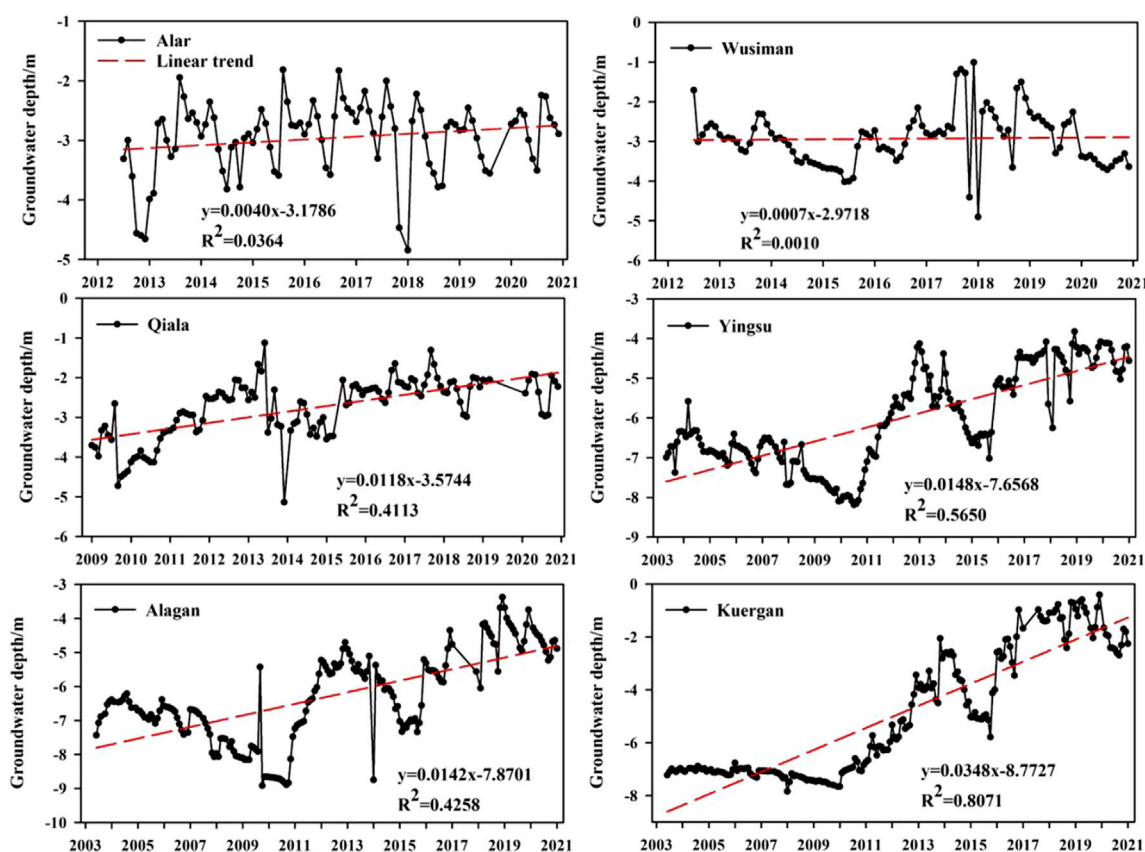 Groundwater depth/m
-1
-2
-3
-4
-5
Alar
Linear trend
y=0.0040x-3.1786
R²=0.0364
2012 2013 2014 2015 2016 2017 2018 2019 2020 2021
Groundwater depth/m
0
-1
-2
-3
-4
-5
-6
Wusiman
y=0.0007x-2.9718
R²=0.0010
2012 2013 2014 2015 2016 2017 2018 2019 2020 2021
Groundwater depth/m
0
-1
-2
-3
-4
-5
-6
Qiala
y=0.0118x-3.5744
R²=0.4113
2009 2010 2011 2012 2013 2014 2015 2016 2017 2018 2019 2020 2021
Groundwater depth/m
-3
-4
-5
-6
-7
-8
-9
Yingsu
y=0.0148x-7.6568
R²=0.5650
2003 2005 2007 2009 2011 2013 2015 2017 2019 2021
Groundwater depth/m
-3
-4
-5
-6
-7
-8
-9
-10
Alagan
y=0.0142x-7.8701
R²=0.4258
2003 2005 2007 2009 2011 2013 2015 2017 2019 2021
Groundwater depth/m
0
-2
-4
-6
-8
Kuergan
y=0.0348x-8.7727
R²=0.8071
2003 2005 2007 2009 2011 2013 2015 2017 2019 2021